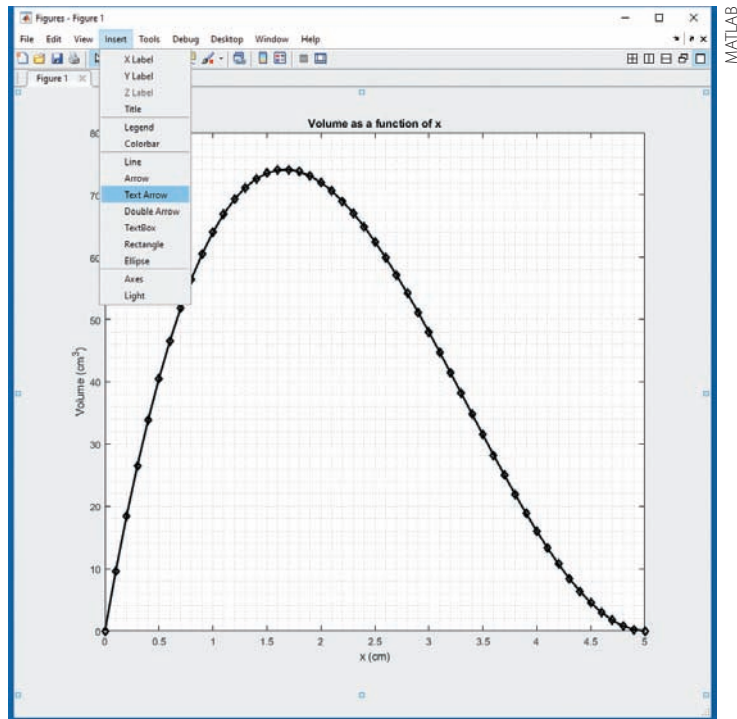 Figures - Figure 1
File Edit View Insert Tools Debug Desktop Window Help
Figure 1
X Label
Y Label
Z Label
Title
Legend
Colorbar
Line
Arrow
Text Arrow
Double Arrow
TextBox
Rectangle
Ellipse
Axes
Light
Volume as a function of x
80
70
60
50
40
30
20
10
0
Volume (cm³)
0 0.5 1 1.5 2 2.5 3 3.5 4 4.5 5
x (cm)
MATLAB